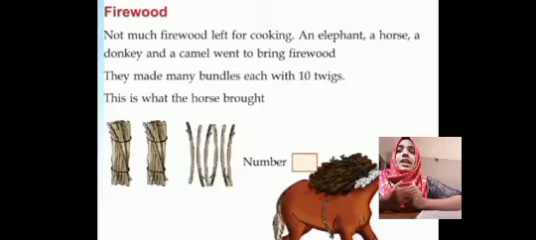 Firewood
Not much firewood left for cooking. An elephant, a horse, a
donkey and a camel went to bring firewood
They made many bundles each with 10 twigs.
This is what the horse brought
Number